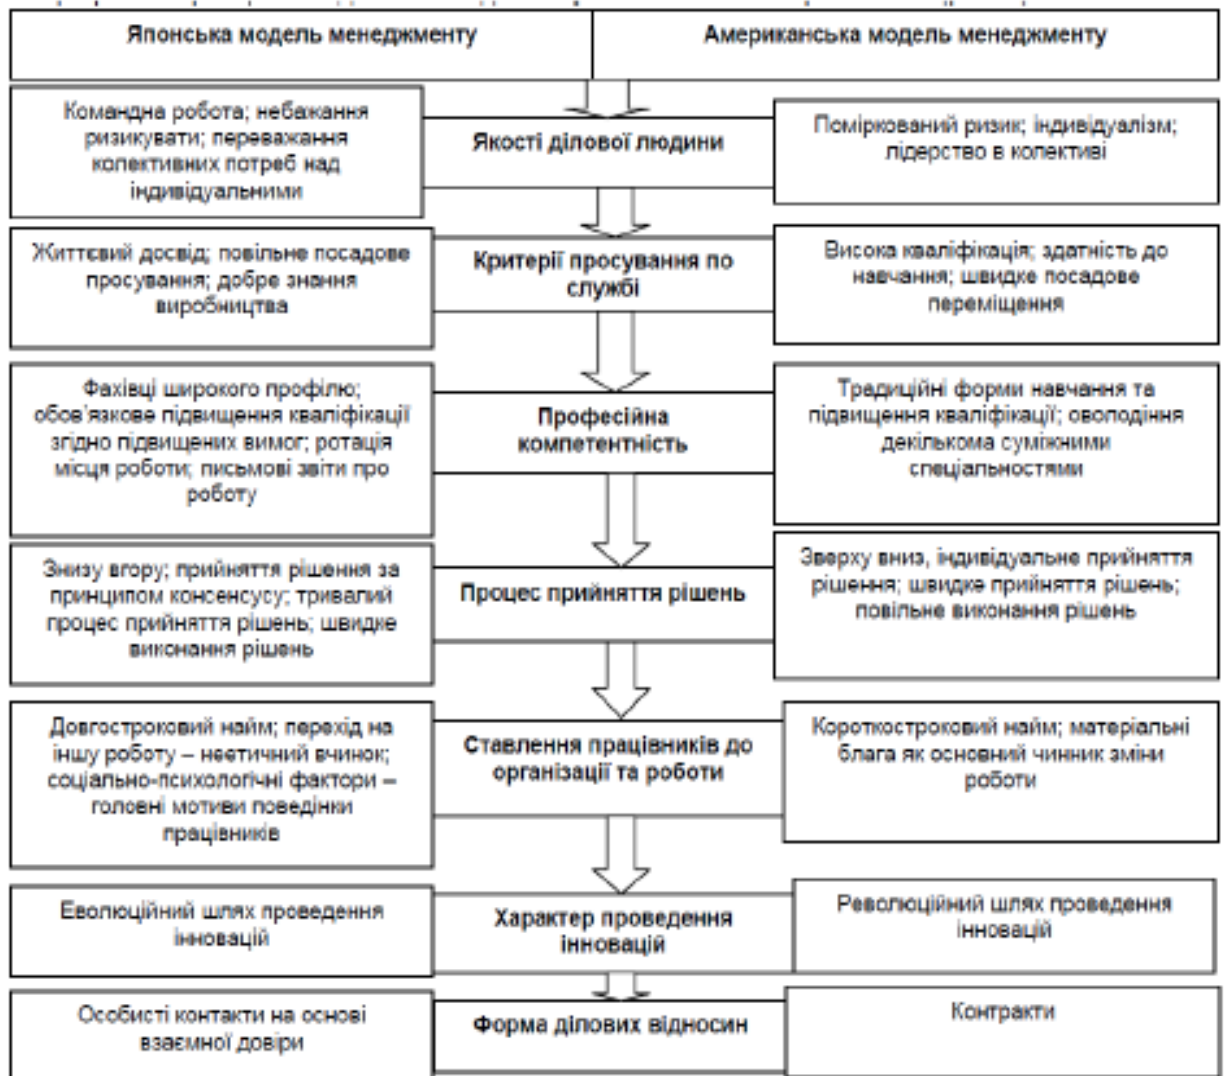 Японська модель менеджменту
Американська модель менеджменту
Командна робота; небажання
ризикувати; переважання
колективних потреб над
індивідуальними
Якості ділової людини
Поміркований ризик; індивідуалізм;
лідерство в колективі
Життєвий досвід; повільне посадове
просування; добре знання
виробництва
Критерії просування по
службі
Висока кваліфікація; здатність до
навчання; швидке посадове
переміщення
Фахівці широкого профілю;
обов'язкове підвищення кваліфікації
згідно підвищених вимог; ротація
місця роботи; письмові звіти про
роботу
Професійна
компетентність
Традиційні форми навчання та
підвищення кваліфікації; оволодіння
декількома суміжними
спеціальностями
Знизу вгору; прийняття рішення за
принципом консенсусу; тривалий
процес прийняття рішень; швидке
виконання рішень
Процес прийняття рішень
Зверху вниз, індивідуальне прийняття
рішення; швидке прийняття рішень;
повільне виконання рішень
Довгостроковий найм; перехід на
іншу роботу – неетичний вчинок;
соціально-психологічні фактори –
головні мотиви поведінки
працівників
Ставлення працівників до
організації та роботи
Короткостроковий найм; матеріальні
блага як основний чинник зміни
роботи
Еволюційний шлях проведення
інновацій
Характер проведення
інновацій
Революційний шлях проведення
інновацій
Особисті контакти на основі
взаємної довіри
Форма ділових відносин
Контракти